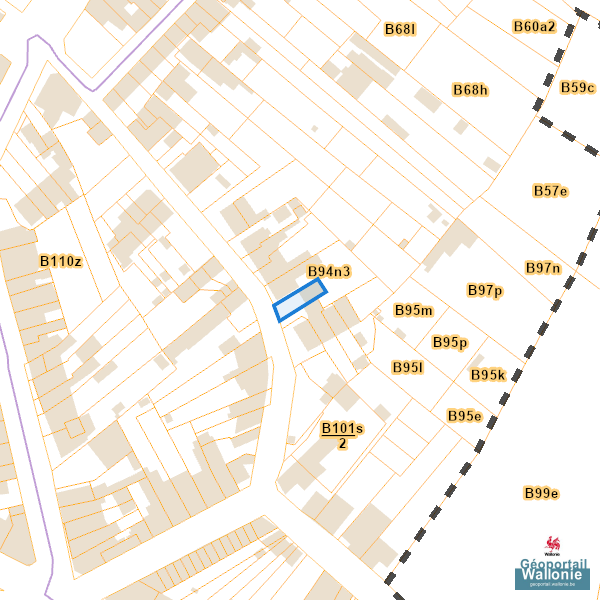 B68l
B60a2
B59c
B68h
B57e
B110z
B94n3
B97n
B97p
B95m
B95p
B95l
B95k
B95e
B101s
2
B99e
Wallonie
Géoportail
Wallonie
geoportail.wallonie.be